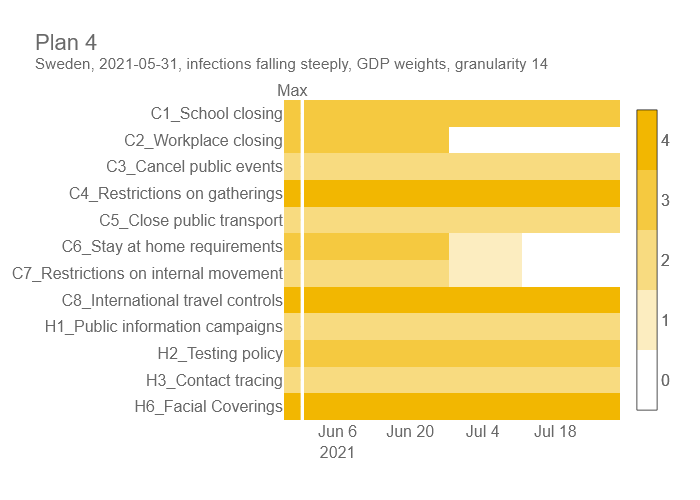 Plan 4
Sweden, 2021-05-31, infections falling steeply, GDP weights, granularity 14
Max
C1_School closing
C2_Workplace closing
C3_Cancel public events
C4_Restrictions on gatherings
C5_Close public transport
C6_Stay at home requirements
C7_Restrictions on internal movement
C8_International travel controls
H1_Public information campaigns
H2_Testing policy
H3_Contact tracing
H6_Facial Coverings
4
3
2
1
0
Jun 6 Jun 20 Jul 4 Jul 18
2021